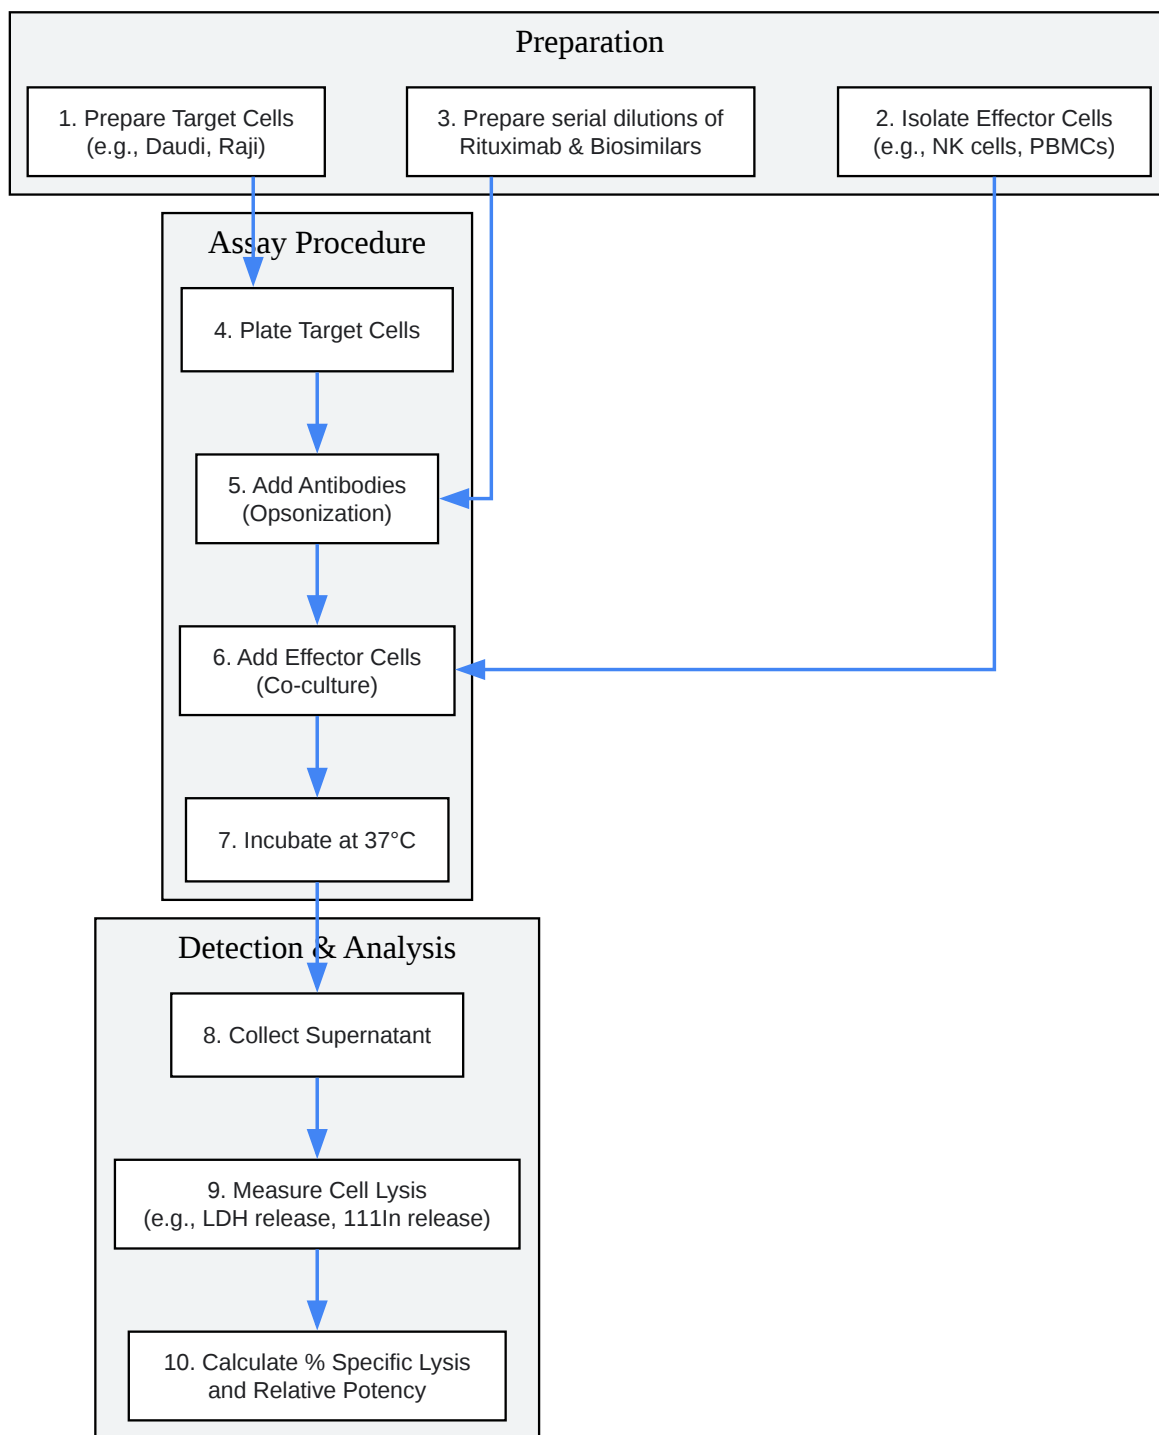 Preparation
1. Prepare Target Cells
(e.g., Daudi, Raji)
3. Prepare serial dilutions of
Rituximab & Biosimilars
2. Isolate Effector Cells
(e.g., NK cells, PBMCs)
Assay Procedure
4. Plate Target Cells
5. Add Antibodies
(Opsonization)
6. Add Effector Cells
(Co-culture)
7. Incubate at 37°C
Detection & Analysis
8. Collect Supernatant
9. Measure Cell Lysis
(e.g., LDH release, 111In release)
10. Calculate % Specific Lysis
and Relative Potency